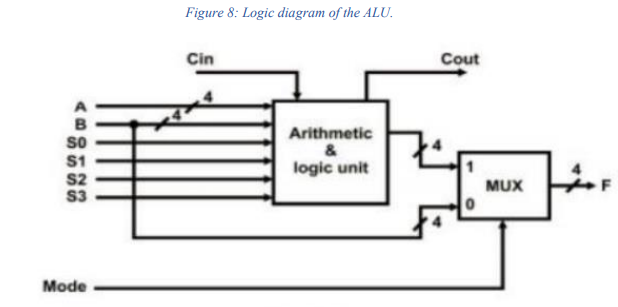 Figure 8: Logic diagram of the ALU.
Cin
Cout
A
4
B
4
S0
S1
S2
S3
Arithmetic
&
logic unit
4
1
MUX
0
4
4
F
Mode